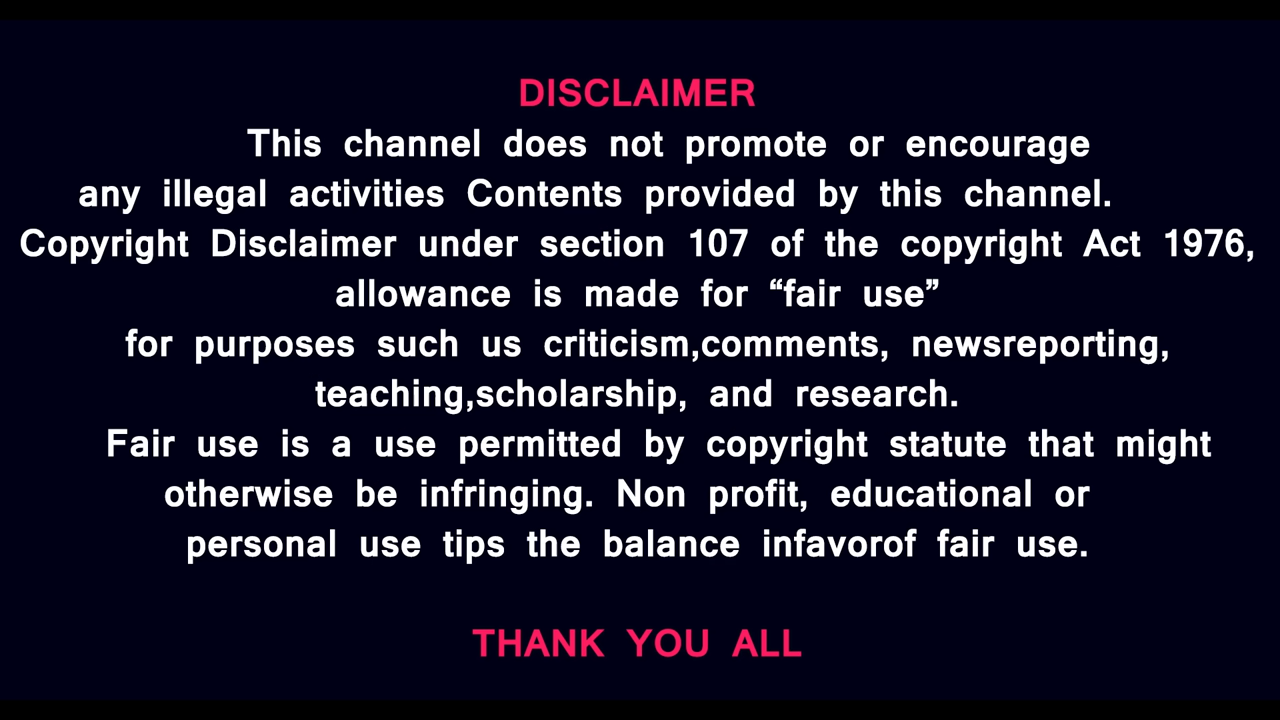 DISCLAIMER
This channel does not promote or encourage
any illegal activities Contents provided by this channel.
Copyright Disclaimer under section 107 of the copyright Act 1976,
allowance is made for “fair use”
for purposes such us criticism,comments, newsreporting,
teaching,scholarship, and research.
Fair use is a use permitted by copyright statute that might
otherwise be infringing. Non profit, educational or
personal use tips the balance infavorof fair use.
THANK YOU ALL